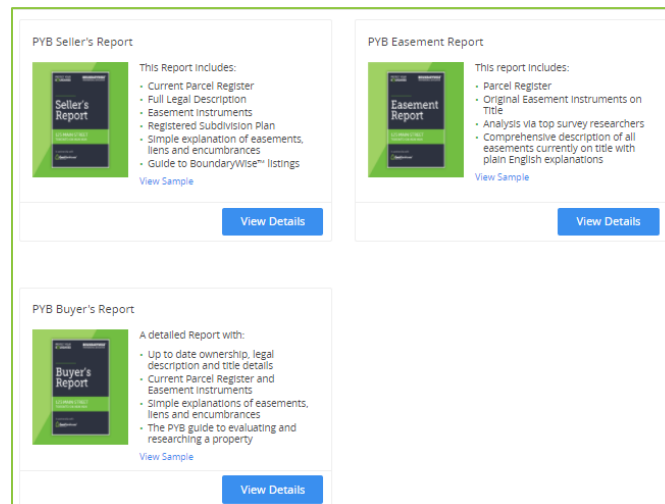 PYB Seller's Report
Seller's
Report
This Report Includes:
• Current Parcel Register
• Full Legal Description
• Easement Instruments
• Registered Subdivision Plan
• Simple explanation of easements,
liens and encumbrances
• Guide to BoundaryWise™ listings
View Sample
View Details
PYB Easement Report
Easement
Report
This report includes:
• Parcel Register
• Original Easement Instruments on
Title
• Analysis via top survey researchers
• Comprehensive description of all
easements currently on title with
plain English explanations
View Sample
View Details
PYB Buyer's Report
Buyer's
Report
A detailed Report with:
• Up to date ownership, legal
description and title details
• Current Parcel Register and
Easement Instruments
• Simple explanations of easements,
liens and encumbrances
• The PYB guide to evaluating and
researching a property
View Sample
View Details